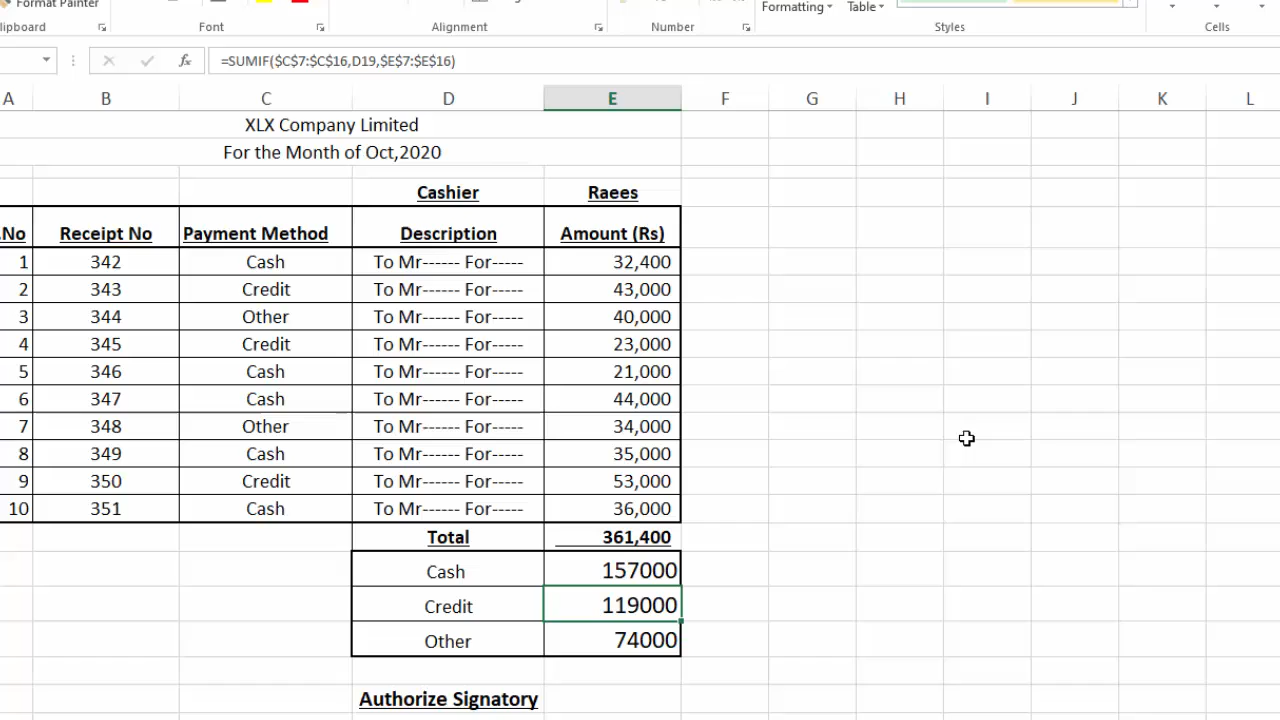 Format Painter
Formatting Table
lipboard Font Alignment Number Styles Cells
fx =SUMIF($C$7:$C$16,D19,$E$7:$E$16)
A B C D E F G H I J K L
XLX Company Limited
For the Month of Oct,2020
Cashier Raees
.No Receipt No Payment Method Description Amount (Rs)
1 342 Cash To Mr------ For----- 32,400
2 343 Credit To Mr------ For----- 43,000
3 344 Other To Mr------ For----- 40,000
4 345 Credit To Mr------ For----- 23,000
5 346 Cash To Mr------ For----- 21,000
6 347 Cash To Mr------ For----- 44,000
7 348 Other To Mr------ For----- 34,000
8 349 Cash To Mr------ For----- 35,000
9 350 Credit To Mr------ For----- 53,000
10 351 Cash To Mr------ For----- 36,000
Total 361,400
Cash 157000
Credit 119000
Other 74000
Authorize Signatory